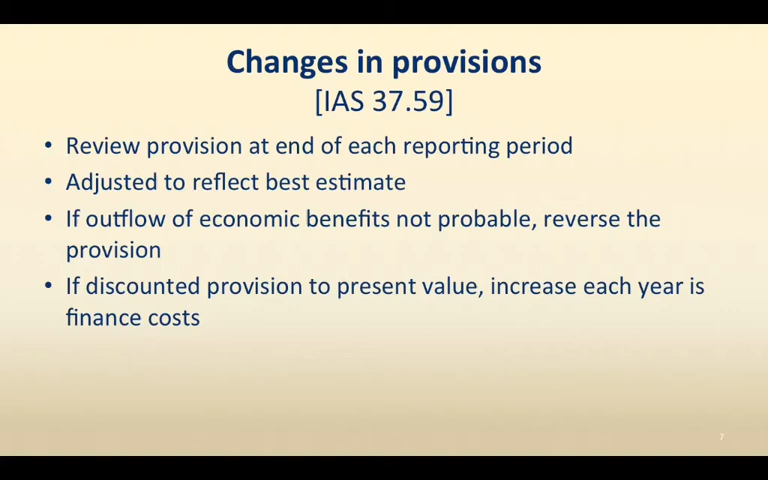 Changes in provisions
[IAS 37.59]
• Review provision at end of each reporting period
• Adjusted to reflect best estimate
• If outflow of economic benefits not probable, reverse the
provision
• If discounted provision to present value, increase each year is
finance costs
7